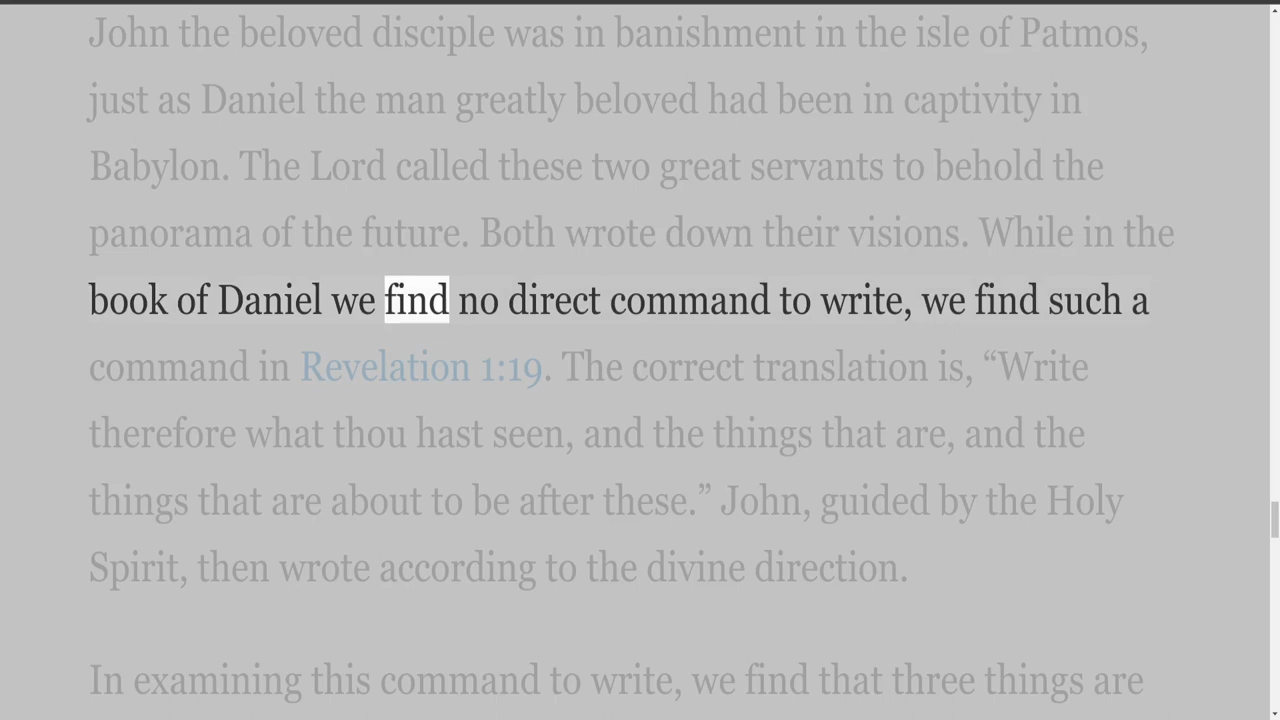 John the beloved disciple was in banishment in the isle of Patmos,
just as Daniel the man greatly beloved had been in captivity in
Babylon. The Lord called these two great servants to behold the
panorama of the future. Both wrote down their visions. While in the
book of Daniel we find no direct command to write, we find such a
command in Revelation 1:19. The correct translation is, “Write
therefore what thou hast seen, and the things that are, and the
things that are about to be after these.” John, guided by the Holy
Spirit, then wrote according to the divine direction.
In examining this command to write, we find that three things are